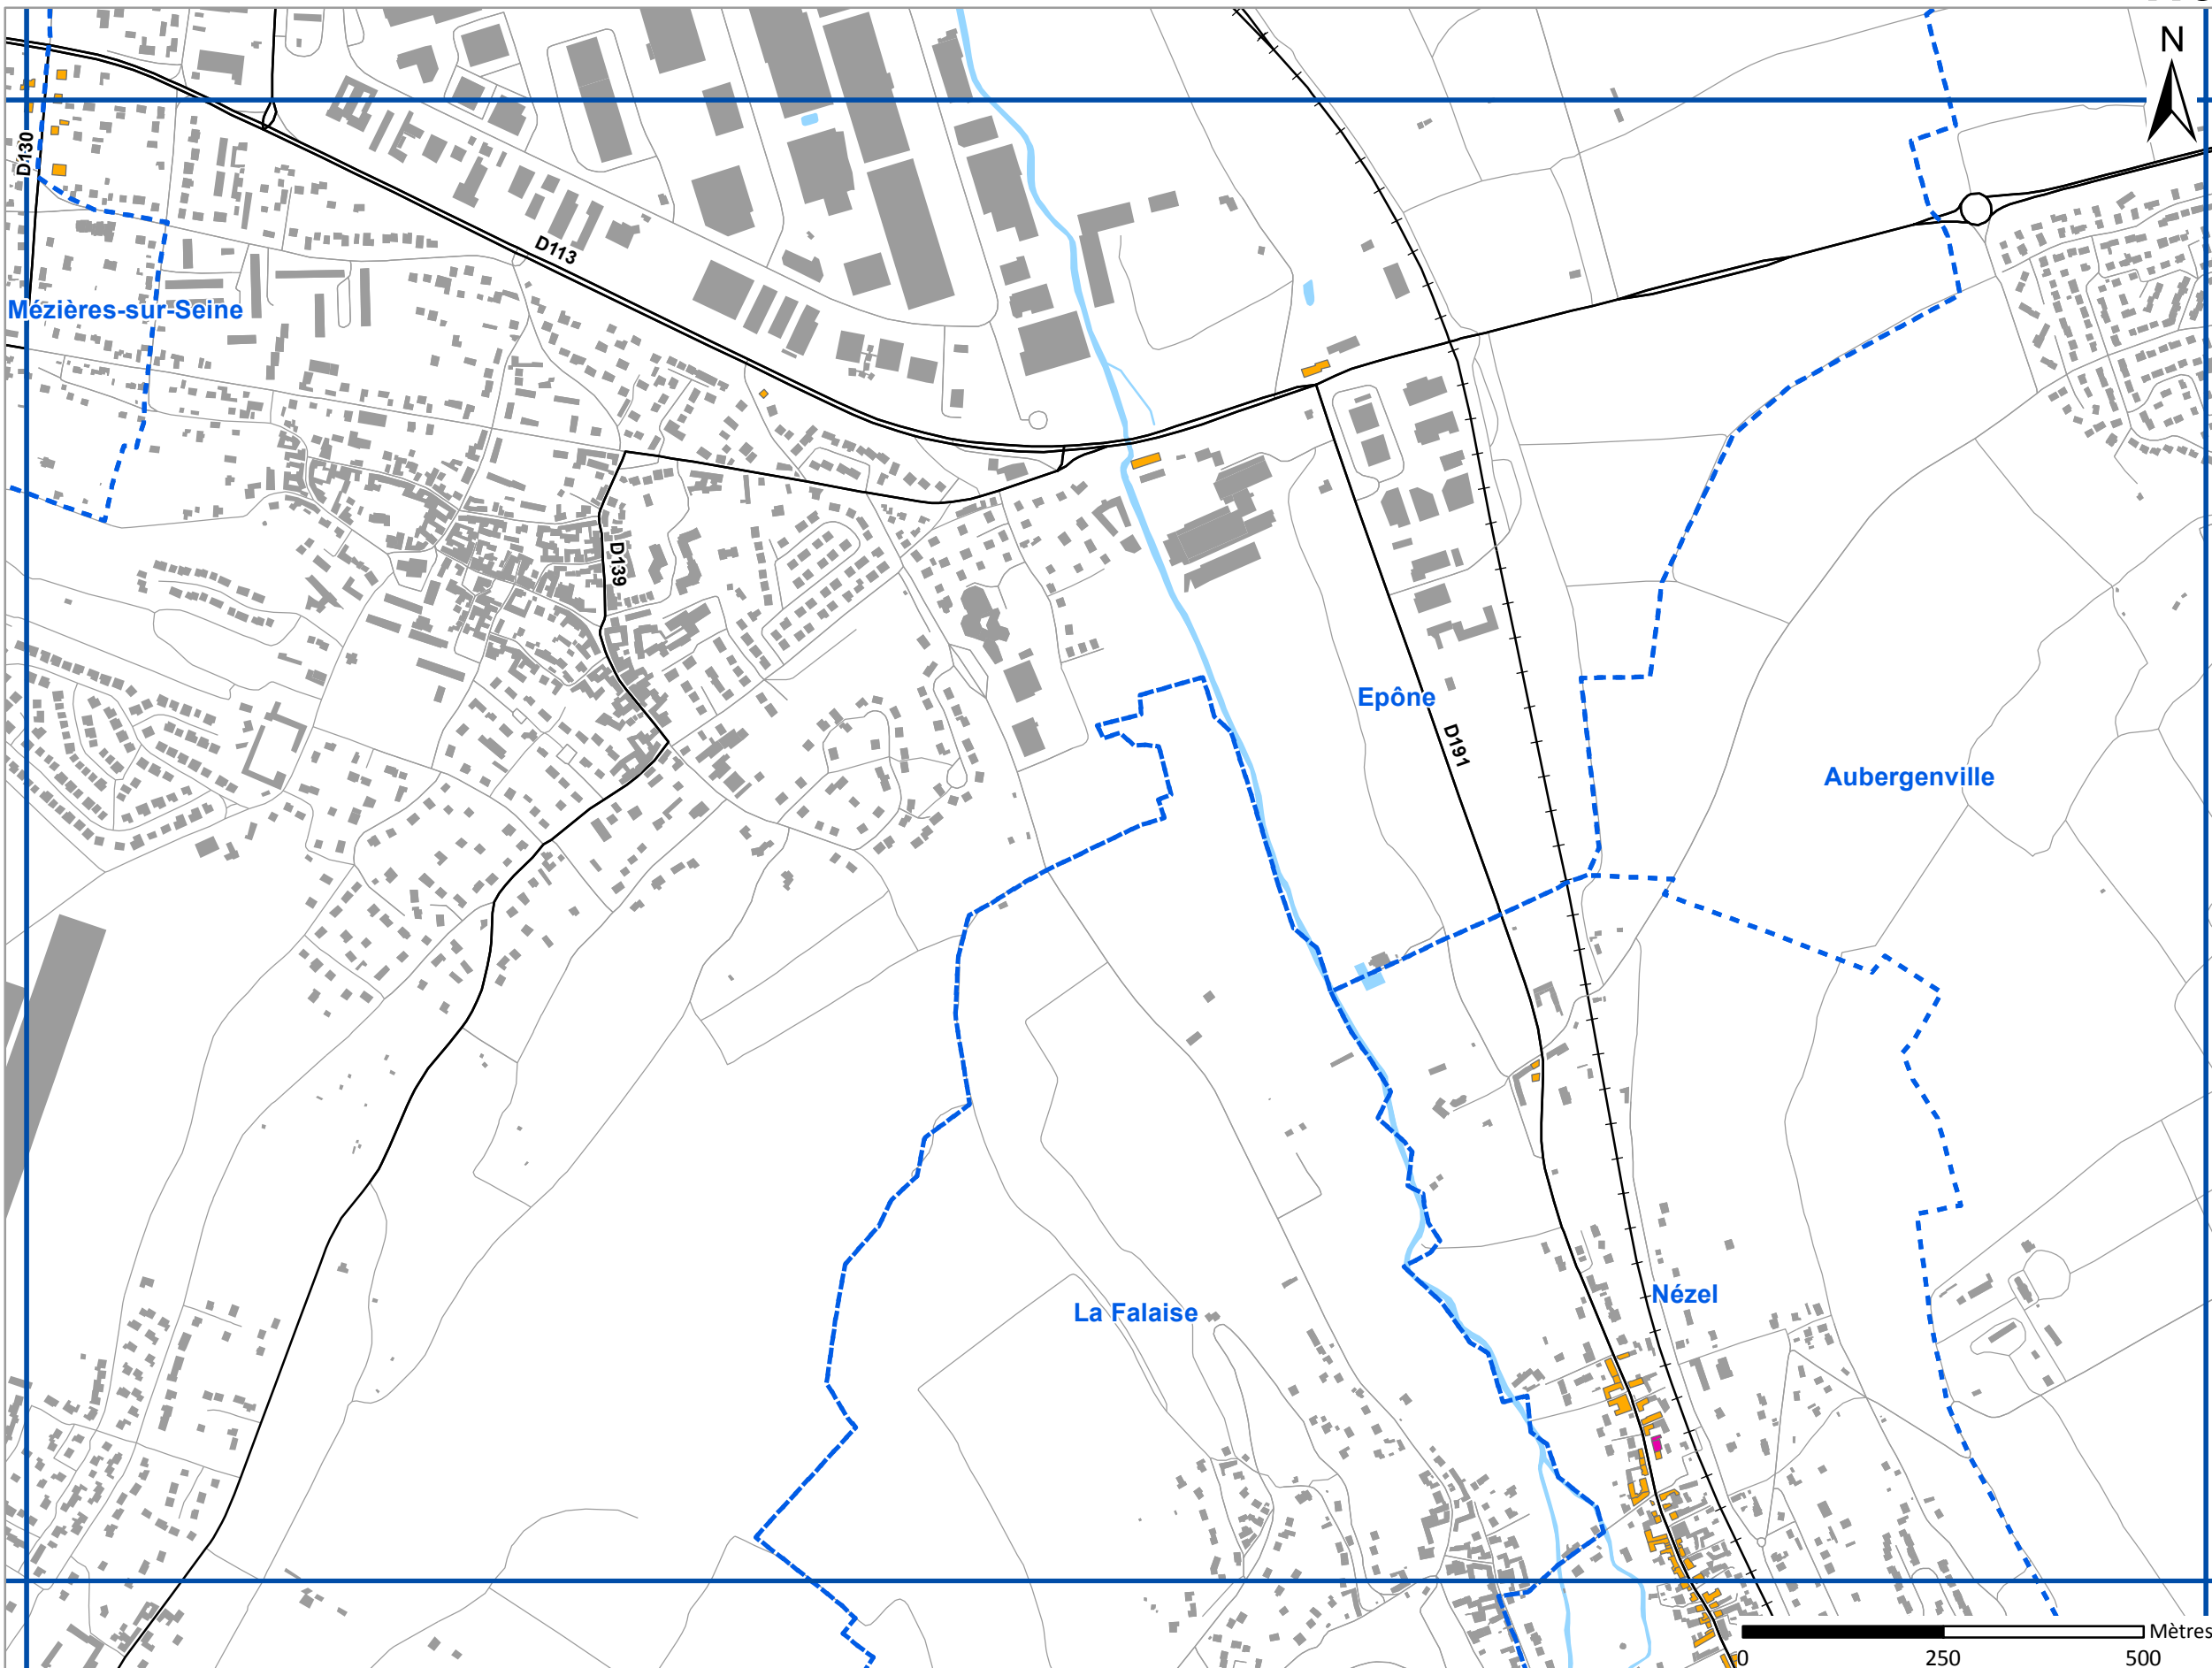 N
D130
D113
Mézières-sur-Seine
D139
Epône
D191
Aubergenville
Nézel
La Falaise
Mètres
0 250 500